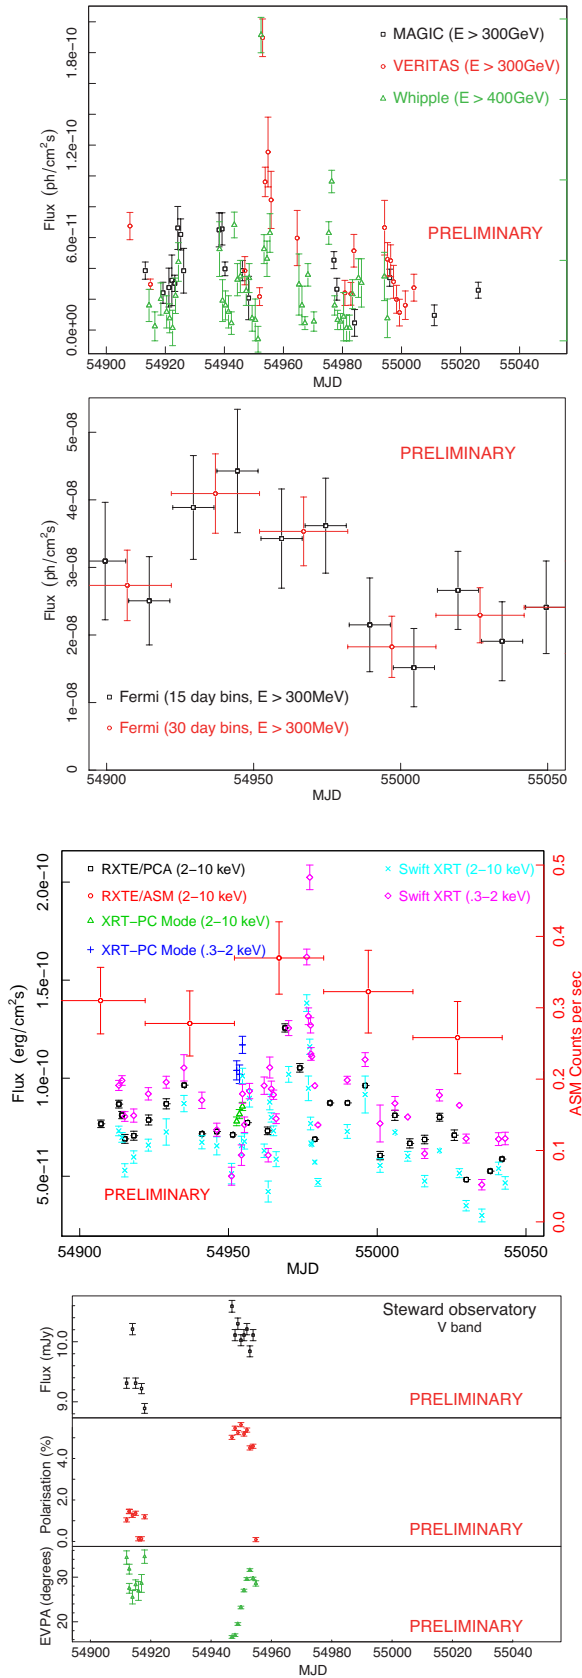 MAGIC (E > 300GeV)
VERITAS (E > 300GeV)
Whipple (E > 400GeV)
PRELIMINARY
Flux (ph/cm^2s)
0.0e+00 6.0e-11 1.2e-10 1.8e-10
54900 54920 54940 54960 54980 55000 55020 55040
MJD
PRELIMINARY
Flux (ph/cm^2s)
0 1e-08 2e-08 3e-08 4e-08 5e-08
Fermi (15 day bins, E > 300MeV)
Fermi (30 day bins, E > 300MeV)
54900 54950 55000 55050
MJD
RXTE/PCA (2-10 keV) Swift XRT (2-10 keV)
RXTE/ASM (2-10 keV) Swift XRT (.3-2 keV)
XRT-PC Mode (2-10 keV)
XRT-PC Mode (.3-2 keV)
Flux (erg/cm^2s)
5.0e-11 1.0e-10 1.5e-10 2.0e-10
ASM Counts per sec
0.0 0.1 0.2 0.3 0.4 0.5
PRELIMINARY
54900 54950 55000 55050
MJD
Steward observatory
V band
Flux (mJy)
9.0 10.0
PRELIMINARY
Polarisation (%)
0.0 2.0 4.0
PRELIMINARY
EVPA (degrees)
20 30
PRELIMINARY
54900 54920 54940 54960 54980 55000 55020 55040
MJD